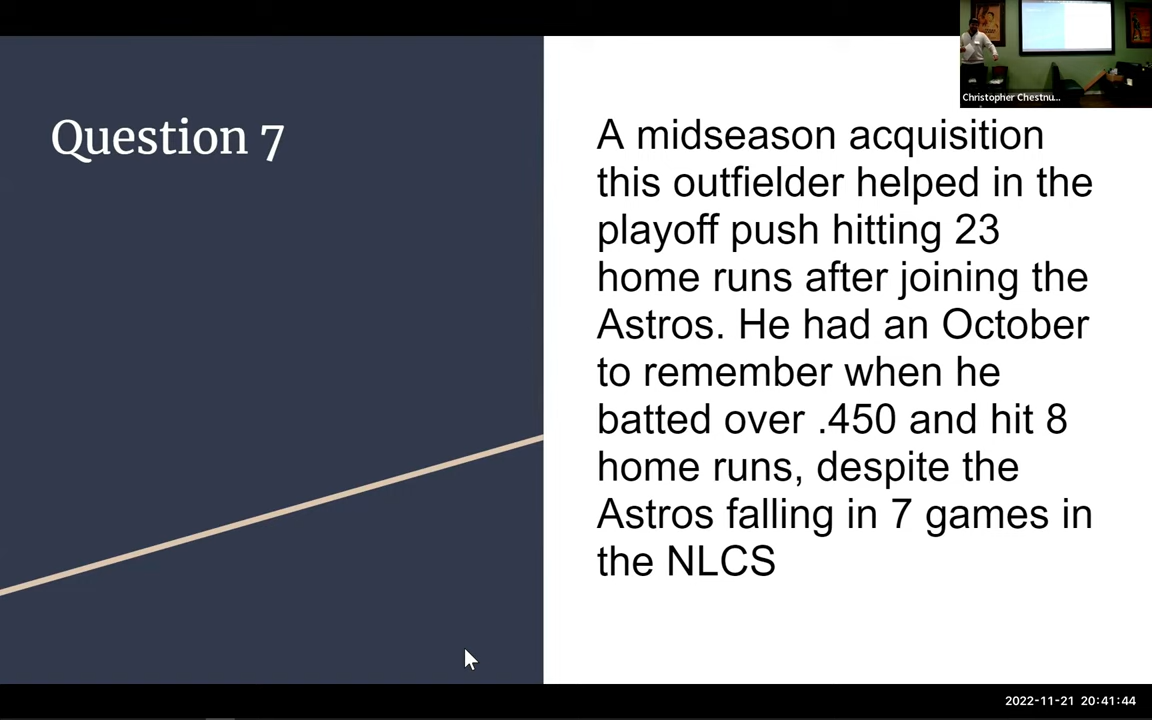 Question 7
A midseason acquisition
this outfielder helped in the
playoff push hitting 23
home runs after joining the
Astros. He had an October
to remember when he
batted over .450 and hit 8
home runs, despite the
Astros falling in 7 games in
the NLCS
Christopher Chestnu...
2022-11-21 20:41:44